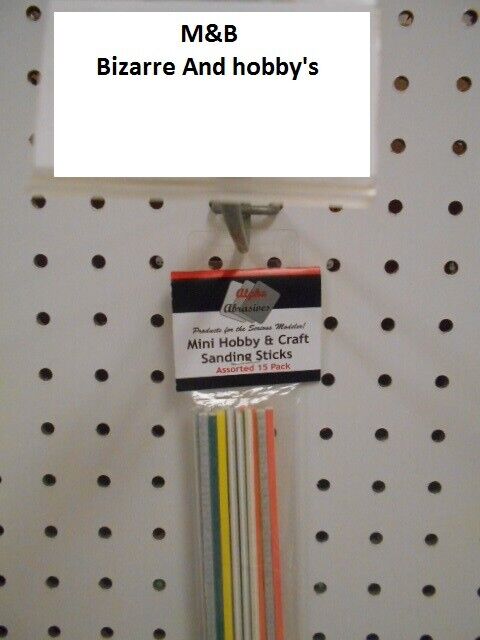 M&B
Bizarre And hobby's
Alpha
Abrasives
Products for the Serious Modeler!
Mini Hobby & Craft
Sanding Sticks
Assorted 15 Pack